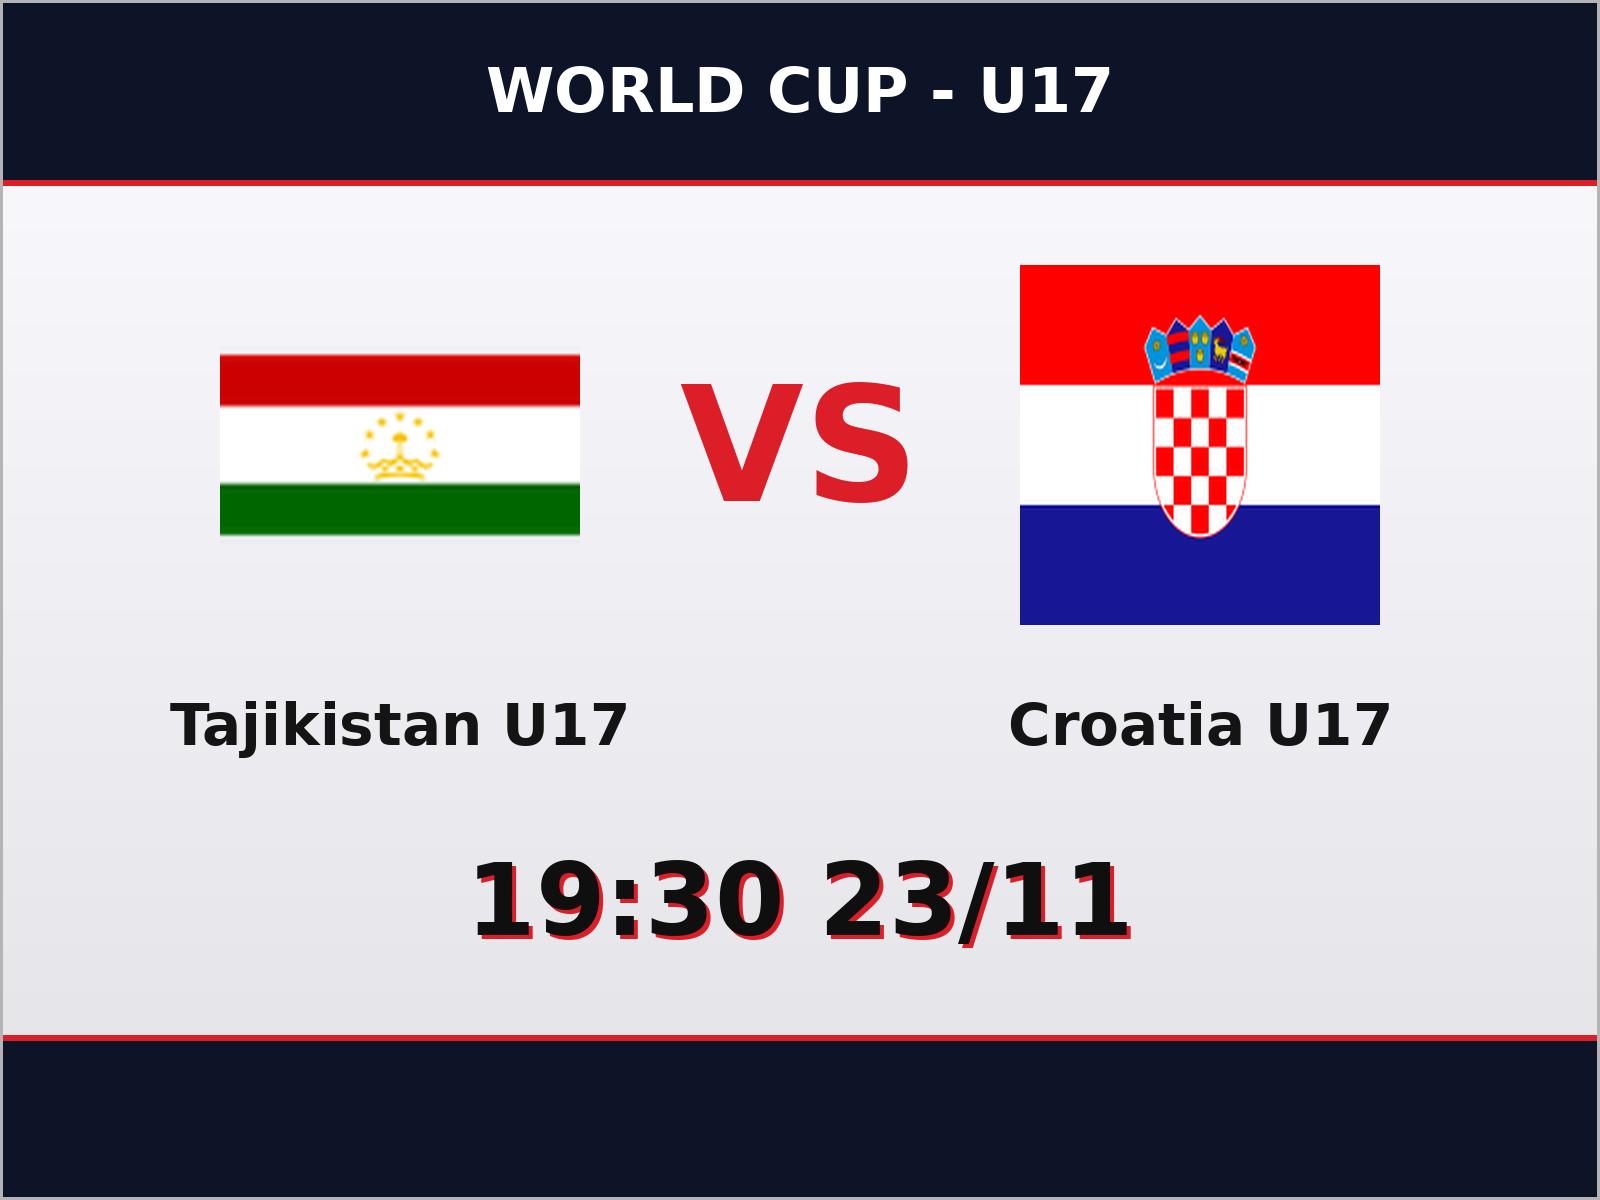 WORLD CUP - U17
VS
Tajikistan U17
Croatia U17
19:30 23/11